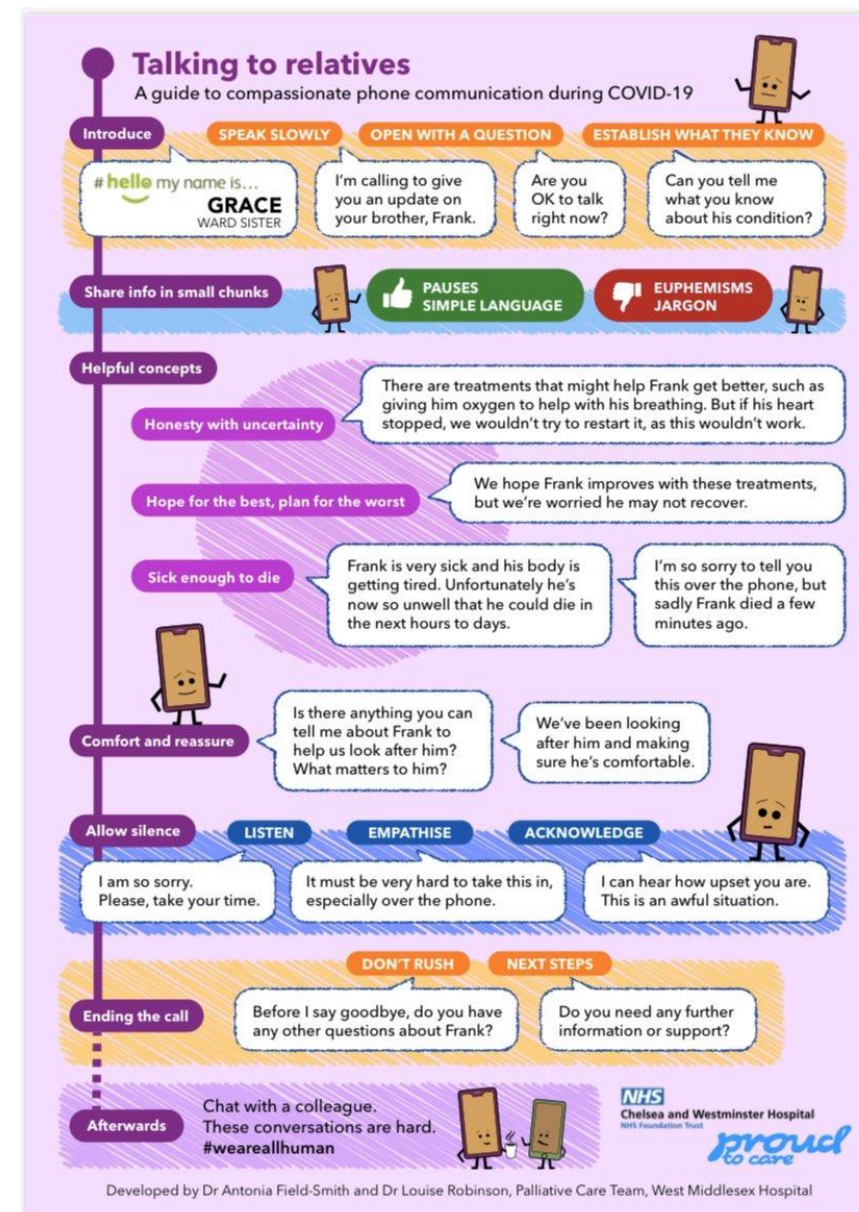 Talking to relatives
A guide to compassionate phone communication during COVID-19
Introduce
SPEAK SLOWLY
OPEN WITH A QUESTION
ESTABLISH WHAT THEY KNOW
#hello my name is...
GRACE
WARD SISTER
I'm calling to give
you an update on
your brother, Frank.
Are you
OK to talk
right now?
Can you tell me
what you know
about his condition?
Share info in small chunks
PAUSES
SIMPLE LANGUAGE
EUPHEMISMS
JARGON
Helpful concepts
Honesty with uncertainty
There are treatments that might help Frank get better, such as
giving him oxygen to help with his breathing. But if his heart
stopped, we wouldn't try to restart it, as this wouldn't work.
Hope for the best, plan for the worst
We hope Frank improves with these treatments,
but we're worried he may not recover.
Sick enough to die
Frank is very sick and his body is
getting tired. Unfortunately he's
now so unwell that he could die in
the next hours to days.
I'm so sorry to tell you
this over the phone, but
sadly Frank died a few
minutes ago.
Comfort and reassure
Is there anything you can
tell me about Frank to
help us look after him?
What matters to him?
We've been looking
after him and making
sure he's comfortable.
Allow silence
LISTEN
EMPATHISE
ACKNOWLEDGE
I am so sorry.
Please, take your time.
It must be very hard to take this in,
especially over the phone.
I can hear how upset you are.
This is an awful situation.
Ending the call
DON'T RUSH
NEXT STEPS
Before I say goodbye, do you have
any other questions about Frank?
Do you need any further
information or support?
Afterwards
Chat with a colleague.
These conversations are hard.
#weareallhuman
NHS
Chelsea and Westminster Hospital
NHS Foundation Trust
proud
to care
Developed by Dr Antonia Field-Smith and Dr Louise Robinson, Palliative Care Team, West Middlesex Hospital